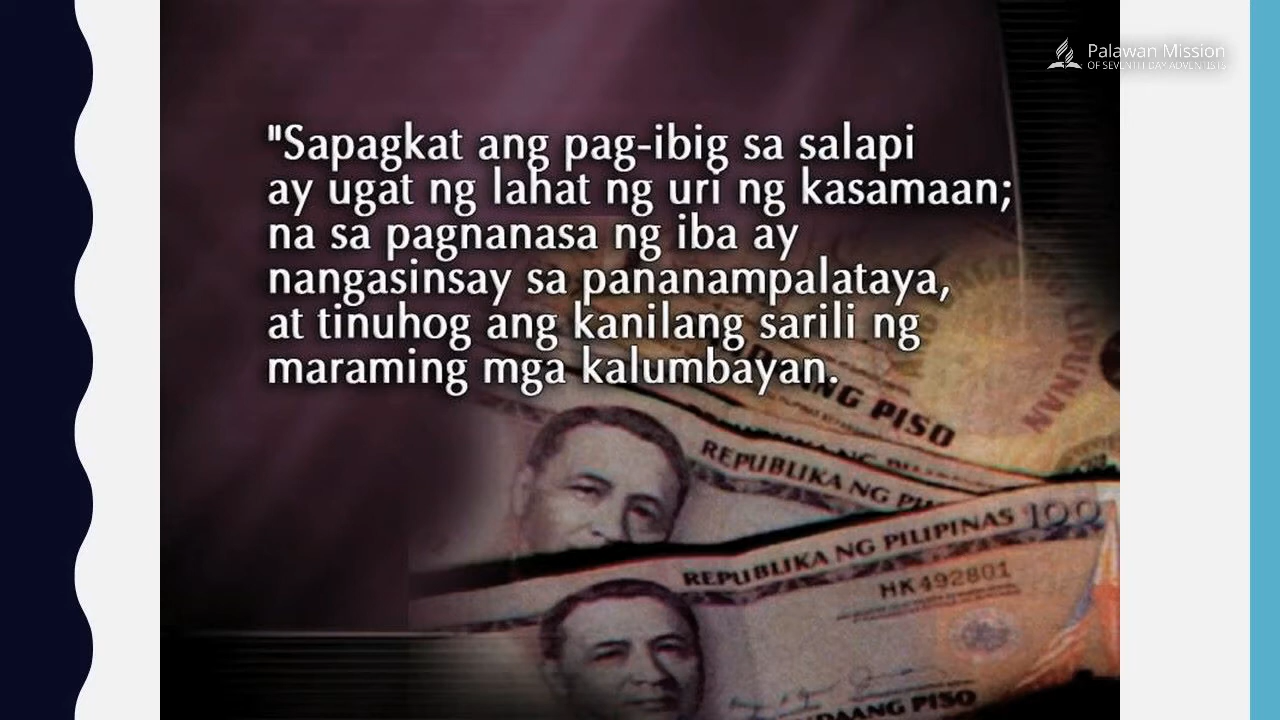 Palawan Mission
OF SEVENTH-DAY ADVENTISTS
"Sapagkat ang pag-ibig sa salapi
ay ugat ng lahat ng uri ng kasamaan;
na sa pagnanasa ng iba ay
nangasinsay sa pananampalataya,
at tinuhog ang kanilang sarili ng
maraming mga kalumbayan.
ANG PISO
REPUBLIKA NG
REPUBLIKA NG PILIPINAS 100
HK492801
DAANG PISO